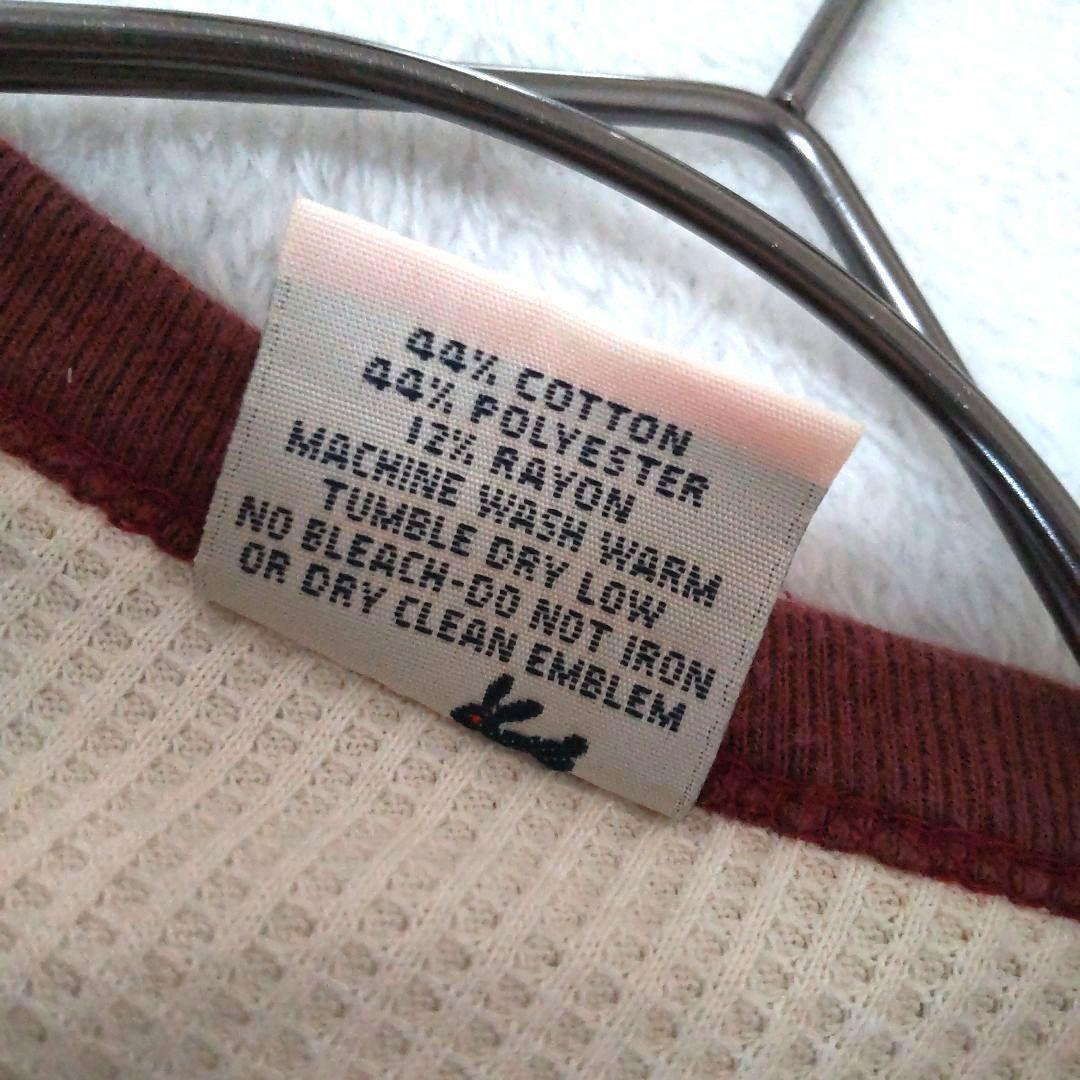 44% COTTON
44% POLYESTER
12% RAYON
MACHINE WASH WARM
TUMBLE DRY LOW
NO BLEACH-DO NOT IRON
OR DRY CLEAN EMBLEM